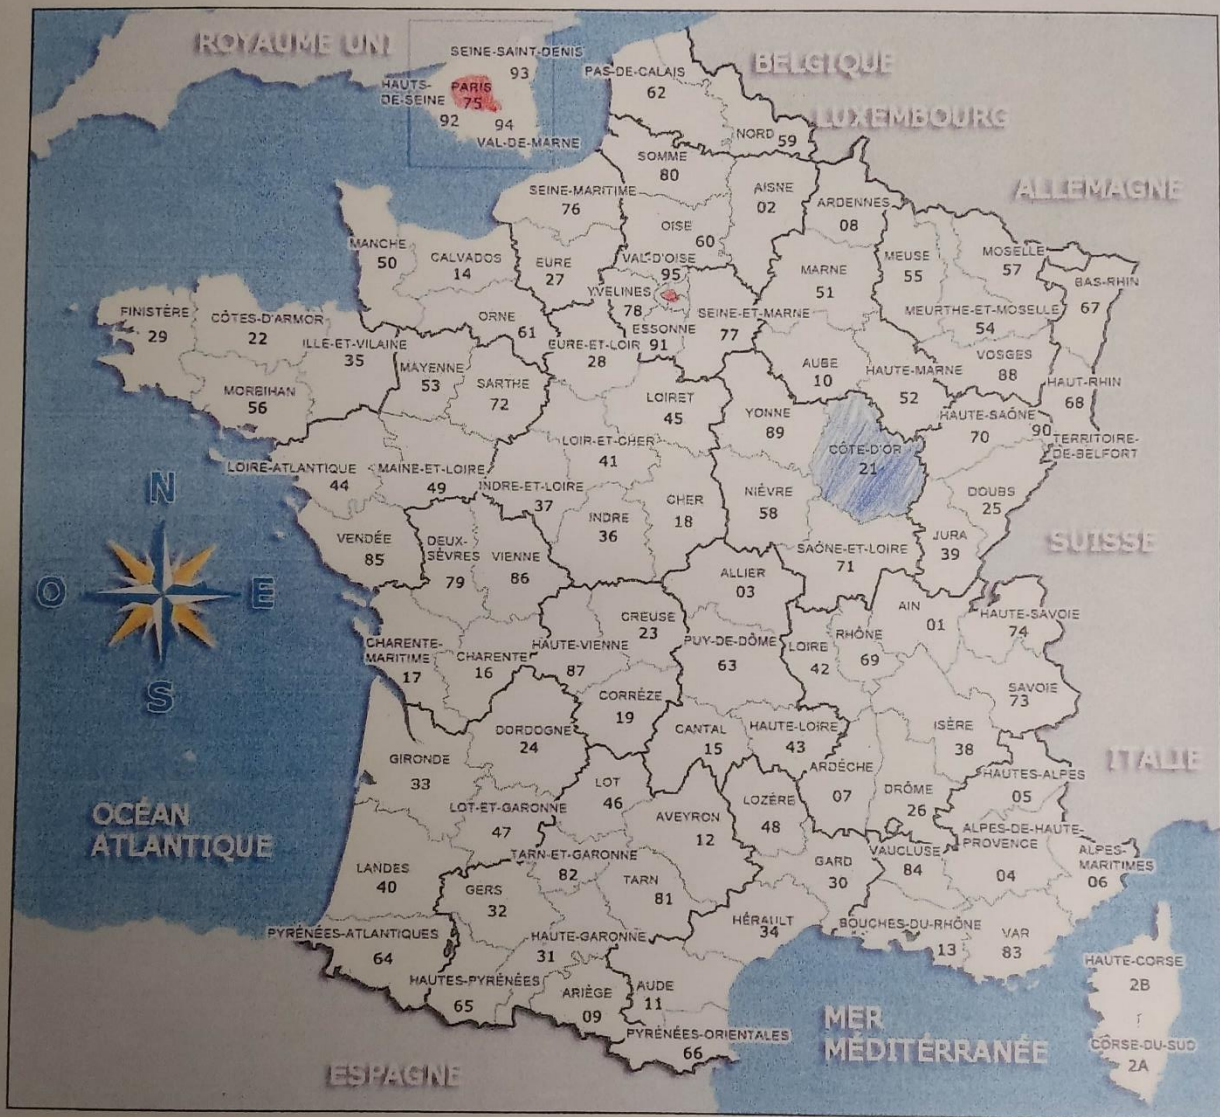 ROYAUME UNI
SEINE-SAINT-DENIS
93
HAUTS-
DE-SEINE
92
PARIS
75
94
VAL-DE-MARNE
BELGIQUE
LUXEMBOURG
ALLEMAGNE
PAS-DE-CALAIS
62
NORD 59
SOMME
80
SEINE-MARITIME
76
AISNE
02
ARDENNES
08
OISE
60
MANCHE
50
CALVADOS
14
EURE
27
VAL-D'OISE
95
MARNE
51
MEUSE
55
MOSELLE
57
BAS-RHIN
67
YVELINES
78
ESSONNE
91
SEINE-ET-MARNE
77
MEURTHE-ET-MOSELLE
54
FINISTÈRE
29
CÔTES-D'ARMOR
22
ORNE
61
ILLE-ET-VILAINE
35
EURE-ET-LOIR
28
AUBE
10
HAUTE-MARNE
52
VOSGES
88
HAUT-RHIN
68
MAYENNE
53
SARTHE
72
MORBIHAN
56
LOIRET
45
YONNE
89
HAUTE-SAÔNE
70
90
TERRITOIRE-
DE-BELFORT
LOIR-ET-CHER
41
CÔTE-D'OR
21
LOIRE-ATLANTIQUE
44
MAINE-ET-LOIRE
49
INDRE-ET-LOIRE
37
CHER
18
NIÈVRE
58
DOUBS
25
INDRE
36
VENDÉE
85
DEUX-
SÈVRES
79
VIENNE
86
SAÔNE-ET-LOIRE
71
JURA
39
SUISSE
N
O
E
S
ALLIER
03
AIN
01
HAUTE-SAVOIE
74
CREUSE
23
CHARENTE-
MARITIME
17
CHARENTE
16
HAUTE-VIENNE
87
PUY-DE-DÔME
63
LOIRE
42
RHÔNE
69
SAVOIE
73
CORRÈZE
19
DORDOGNE
24
CANTAL
15
HAUTE-LOIRE
43
ISÈRE
38
ITALIE
GIRONDE
33
LOT
46
LOZÈRE
48
ARDÉCHE
07
DRÔME
26
HAUTES-ALPES
05
OCÉAN
ATLANTIQUE
LOT-ET-GARONNE
47
AVEYRON
12
ALPES-DE-HAUTE-
PROVENCE
04
ALPES-
MARITIMES
06
LANDES
40
TARN-ET-GARONNE
82
GARD
30
VAUCLUSE
84
GERS
32
TARN
81
PYRÉNÉES-ATLANTIQUES
64
HAUTE-GARONNE
31
HÉRAULT
34
BOUCHES-DU-RHÔNE
13
VAR
83
HAUTES-PYRÉNÉES
65
ARIÈGE
09
AUDE
11
HAUTE-CORSE
2B
PYRÉNÉES-ORIENTALES
66
MER
MÉDITÉRRANÉE
CORSE-DU-SUD
2A
ESPAGNE